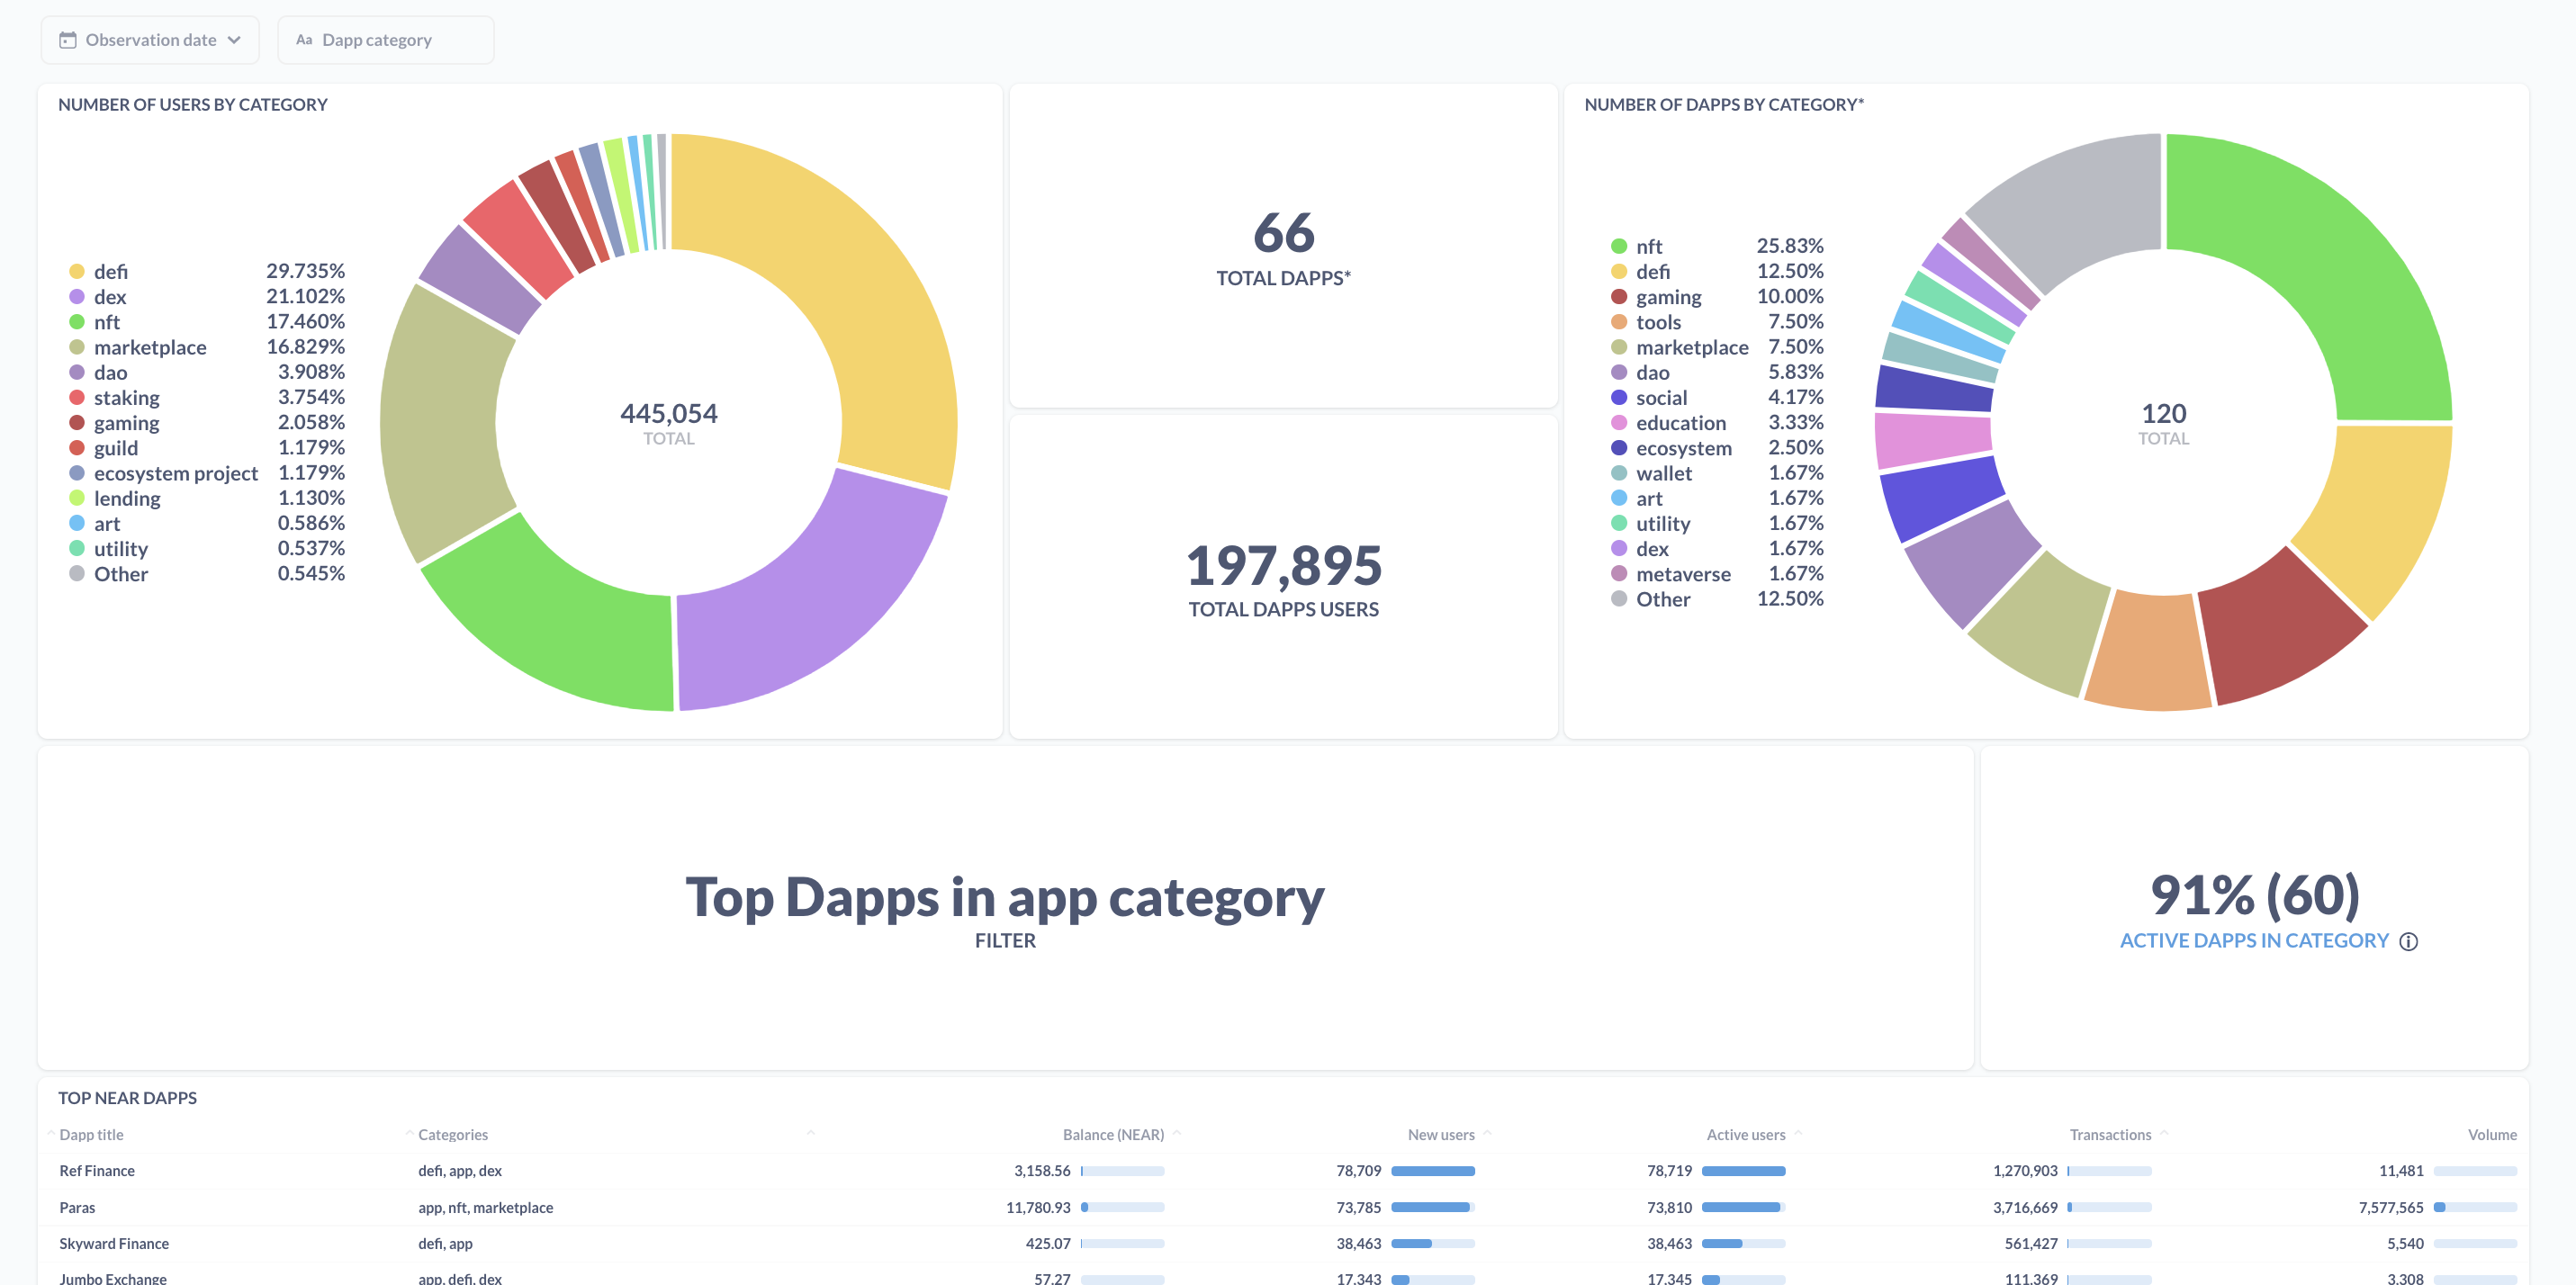 Observation date
Aa Dapp category
NUMBER OF USERS BY CATEGORY
defi 29.735%
dex 21.102%
nft 17.460%
marketplace 16.829%
dao 3.908%
staking 3.754%
gaming 2.058%
guild 1.179%
ecosystem project 1.179%
lending 1.130%
art 0.586%
utility 0.537%
Other 0.545%
445,054
TOTAL
66
TOTAL DAPPS*
197,895
TOTAL DAPPS USERS
NUMBER OF DAPPS BY CATEGORY*
nft 25.83%
defi 12.50%
gaming 10.00%
tools 7.50%
marketplace 7.50%
dao 5.83%
social 4.17%
education 3.33%
ecosystem 2.50%
wallet 1.67%
art 1.67%
utility 1.67%
dex 1.67%
metaverse 1.67%
Other 12.50%
120
TOTAL
Top Dapps in app category
FILTER
91% (60)
ACTIVE DAPPS IN CATEGORY
TOP NEAR DAPPS
Dapp title Categories Balance (NEAR) New users Active users Transactions Volume
Ref Finance defi, app, dex 3,158.56 78,709 78,719 1,270,903 11,481
Paras app, nft, marketplace 11,780.93 73,785 73,810 3,716,669 7,577,565
Skyward Finance defi, app 425.07 38,463 38,463 561,427 5,540
Jumbo Exchange app, defi, dex 57.27 17,343 17,345 111,369 3,308